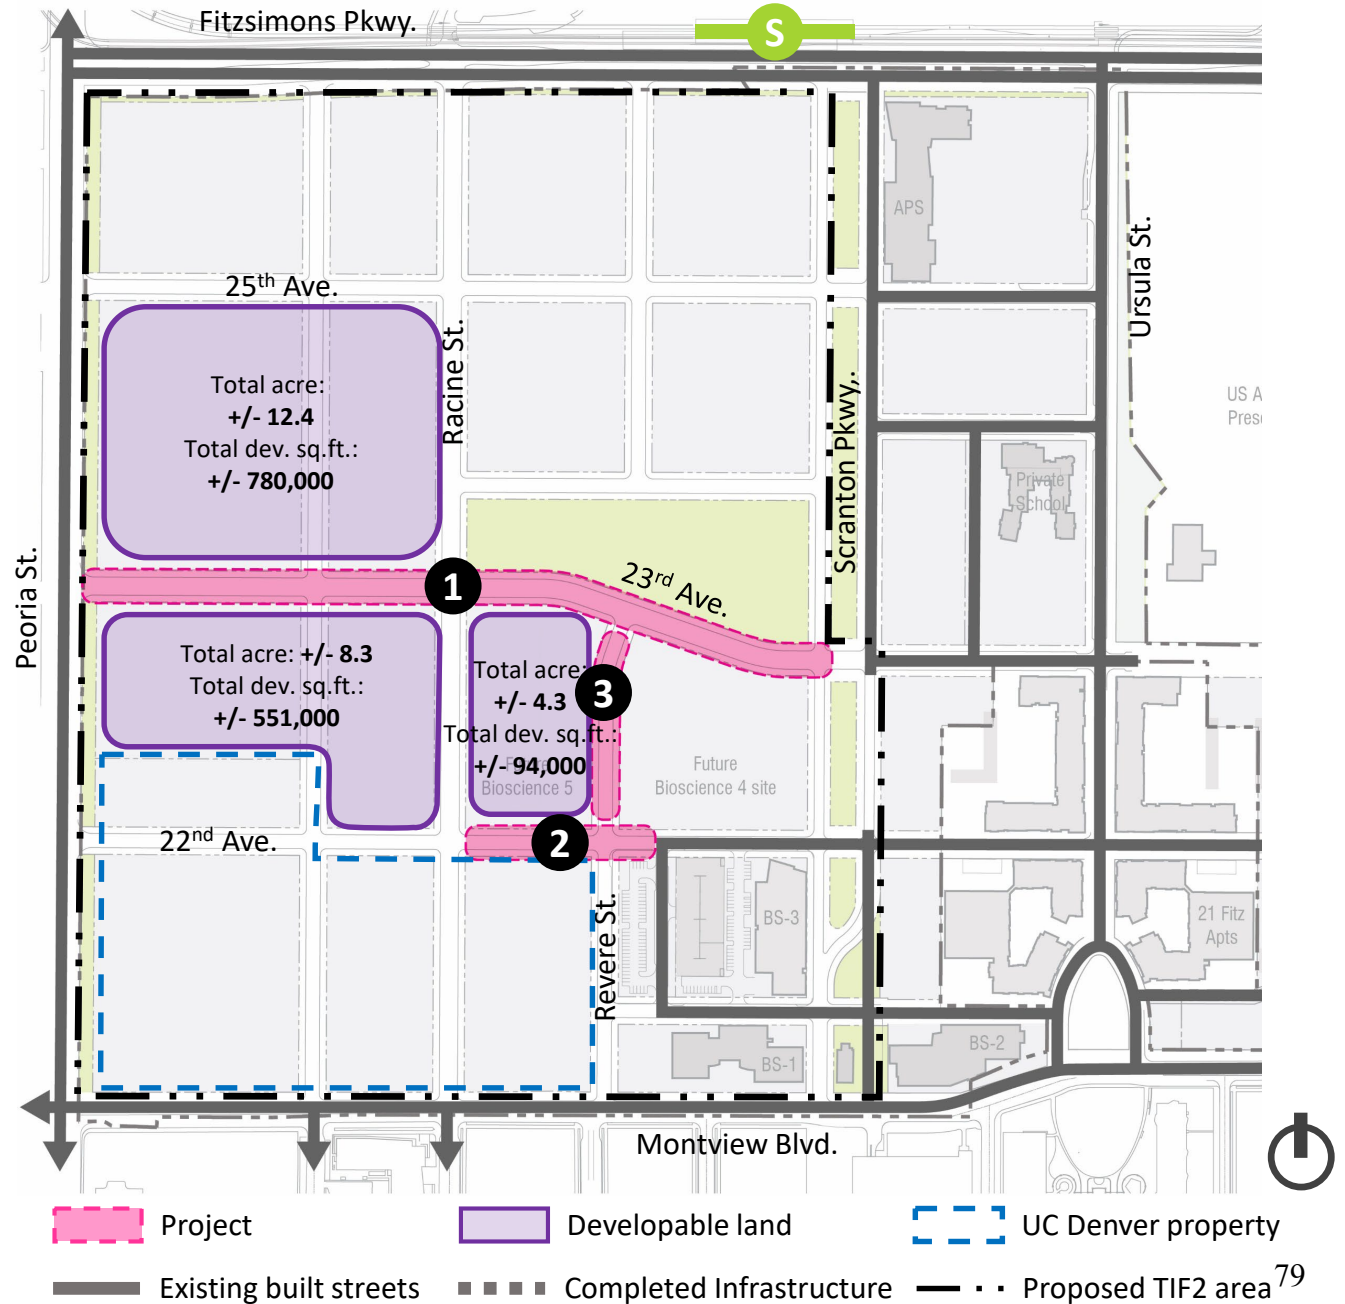 Fitzsimons Pkwy.
S
APS
Ursula St.
25th Ave.
Racine St.
Total acre:
+/- 12.4
Total dev. sq.ft.:
+/- 780,000
Scranton Pkwy,.
US A
Pres
Private
School
Peoria St.
1
23rd Ave.
Total acre: +/- 8.3
Total dev. sq.ft.:
+/- 551,000
Total acre:
+/- 4.3
Total dev. sq.ft.:
+/- 94,000
3
Bioscience 5
Future
Bioscience 4 site
22nd Ave.
2
Revere St.
BS-3
21 Fitz
Apts
BS-1
BS-2
Montview Blvd.
Project
Developable land
UC Denver property
Existing built streets
Completed Infrastructure
Proposed TIF2 area
79